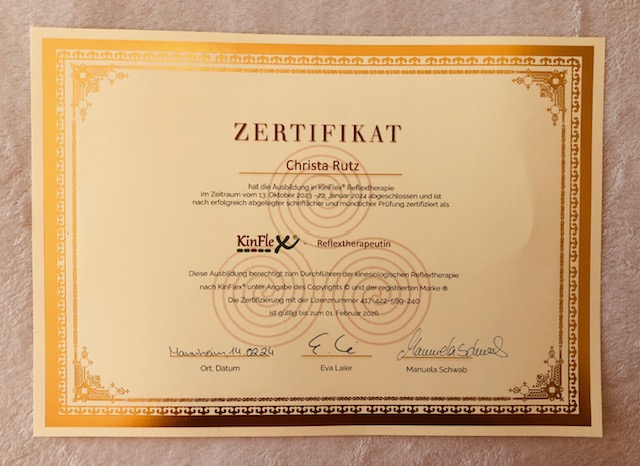 ZERTIFIKAT
Christa Rutz
hat die Ausbildung in KinFlex® Reflextherapie
im Zeitraum vom 13. Oktober 2023 -22. Januar 2024 abgeschlossen und ist
nach erfolgreich abgelegter schriftlicher und mündlicher Prüfung zertifiziert als
KinFleX® - Reflextherapeutin
Diese Ausbildung berechtigt zum Durchführen der kinesiologischen Reflextherapie
nach KinFlex® unter Angabe des Copyrights © und der registrierten Marke ®
Die Zertifizierung mit der Lizenznummer 417-422-599-240
ist gültig bis zum 01. Februar 2026
Mannheim 14.02.24
Manuela Schwab
Ort, Datum
Eva Laier
Manuela Schwab